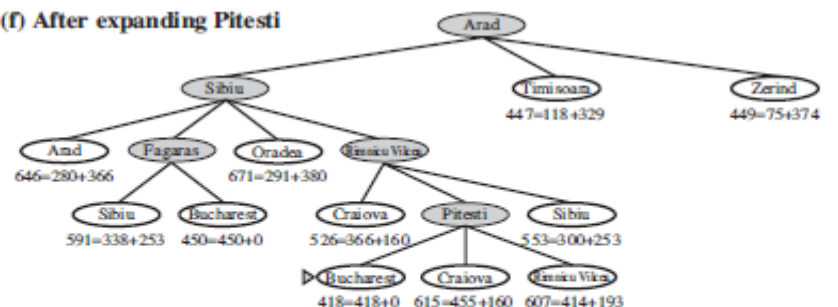 (f) After expanding Pitesti
Arad
Sibiu Timisoara Zerind
447=118+329 449=75+374
Arad Fagaras Oradea Rimnicu Vilcea
646=280+366 671=291+380
Sibiu Bucharest Craiova Pitesti Sibiu
591=338+253 450=450+0 526=366+160 553=300+253
Bucharest Craiova Rimnicu Vilcea
418=418+0 615=455+160 607=414+193